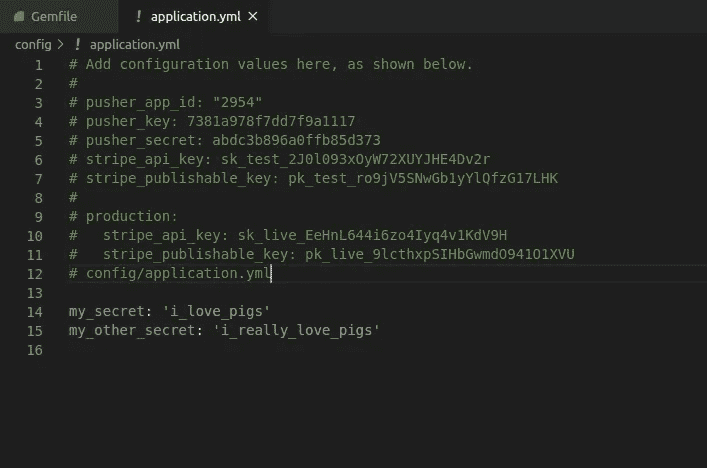 Gemfile
! application.yml ×
config > ! application.yml
1 # Add configuration values here, as shown below.
2 #
3 # pusher_app_id: "2954"
4 # pusher_key: 7381a978f7dd7f9a1117
5 # pusher_secret: abdc3b896a0ffb85d373
6 # stripe_api_key: sk_test_2J0l093xOyW72XUYJHE4Dv2r
7 # stripe_publishable_key: pk_test_ro9jV5SNwGb1yYlQfzG17LHK
8 #
9 # production:
10 #   stripe_api_key: sk_live_EeHnL644i6zo4Iyq4v1KdV9H
11 #   stripe_publishable_key: pk_live_9lcthxpSIHbGwmdO941O1XVU
12 # config/application.yml
13
14 my_secret: 'i_love_pigs'
15 my_other_secret: 'i_really_love_pigs'
16